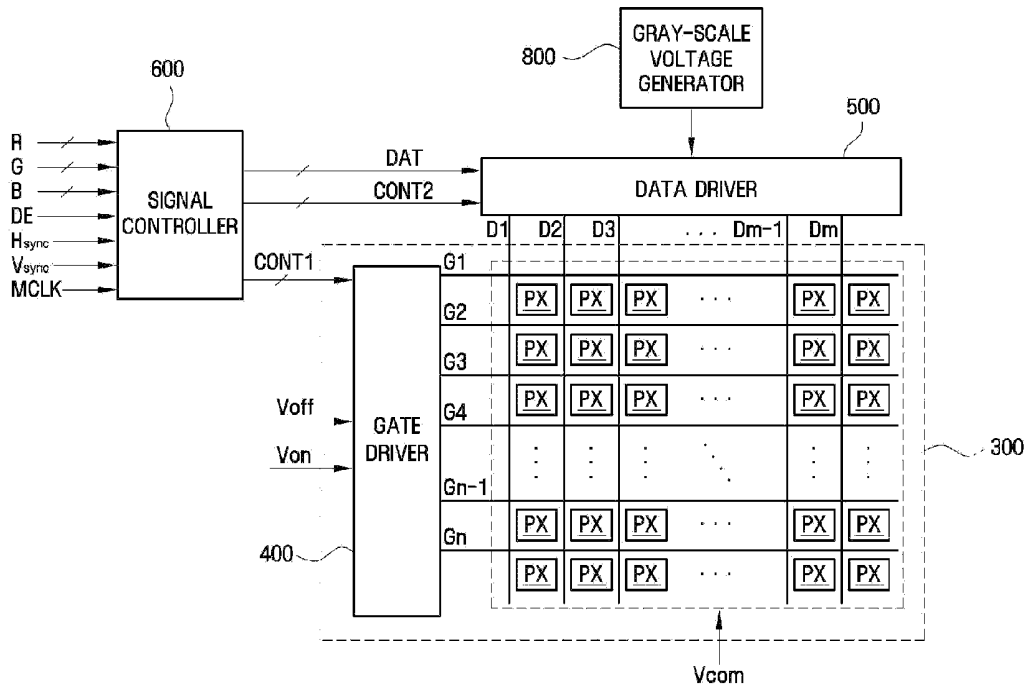 GRAY-SCALE
VOLTAGE
GENERATOR
800
600
500
R
G
B
DE
Hsync
Vsync
MCLK
SIGNAL
CONTROLLER
DAT
CONT2
CONT1
DATA DRIVER
D1 D2 D3 ... Dm-1 Dm
G1
PX PX PX ... PX PX
G2
PX PX PX ... PX PX
G3
PX PX PX ... PX PX
G4
Voff
Von
GATE
DRIVER
300
Gn-1
PX PX PX ... PX PX
Gn
PX PX PX ... PX PX
400
Vcom